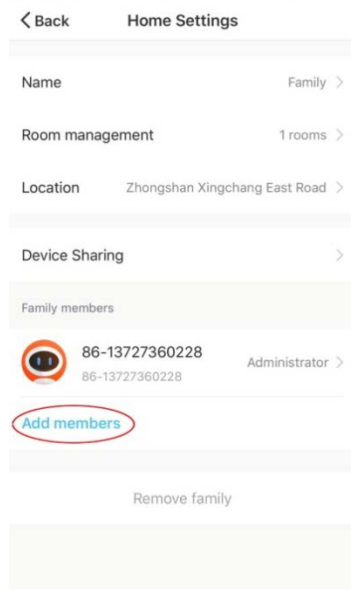 Back Home Settings
Name Family
Room management 1 rooms
Location Zhongshan Xingchang East Road
Device Sharing
Family members
86-13727360228
Administrator
86-13727360228
Add members
Remove family